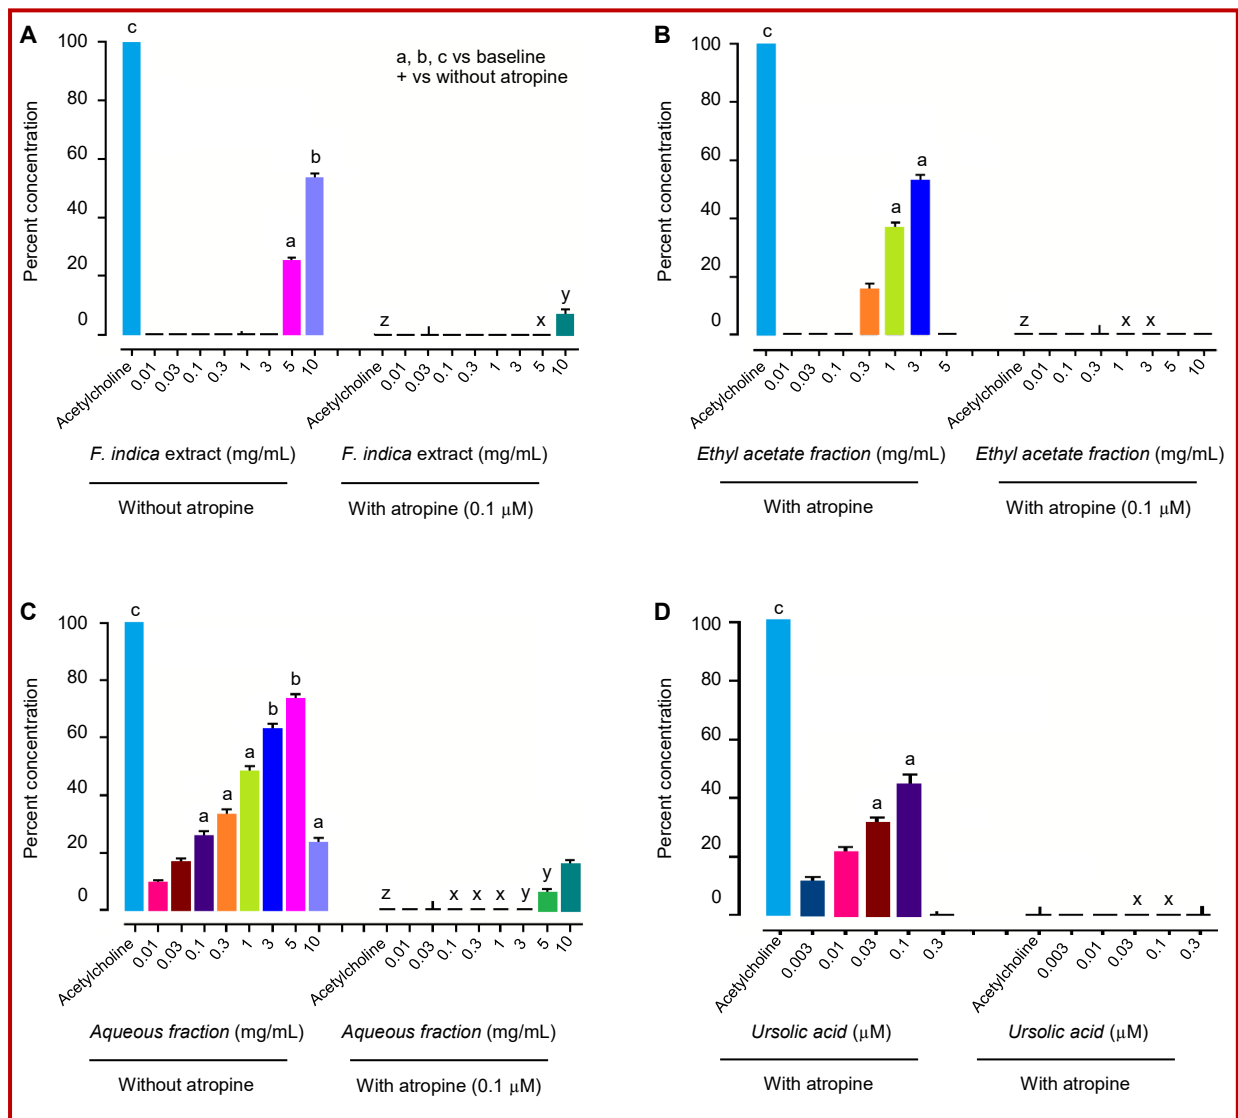 A
c
a, b, c vs baseline
+ vs without atropine
Percent concentration
100
80
60
40
20
0
a
b
z
x
y
Acetylcholine 0.01 0.03 0.1 0.3 1 3 5 10 Acetylcholine 0.01 0.03 0.1 0.3 1 3 5 10
F. indica extract (mg/mL) F. indica extract (mg/mL)
Without atropine With atropine (0.1 μM)
B
c
Percent concentration
100
80
60
40
20
0
a
a
z
x x
Acetylcholine 0.01 0.03 0.1 0.3 1 3 5 Acetylcholine 0.01 0.1 0.3 1 3 5 10
Ethyl acetate fraction (mg/mL) Ethyl acetate fraction (mg/mL)
With atropine With atropine (0.1 μM)
C
c
Percent concentration
100
80
60
40
20
0
a
a
a
b
b
a
z
x x x y y
Acetylcholine 0.01 0.03 0.1 0.3 1 3 5 10 Acetylcholine 0.01 0.03 0.1 0.3 1 3 5 10
Aqueous fraction (mg/mL) Aqueous fraction (mg/mL)
Without atropine With atropine (0.1 μM)
D
c
Percent concentration
100
80
60
40
20
0
a
a
x x
Acetylcholine 0.003 0.01 0.03 0.1 0.3 Acetylcholine 0.003 0.01 0.03 0.1 0.3
Ursolic acid (μM) Ursolic acid (μM)
With atropine With atropine